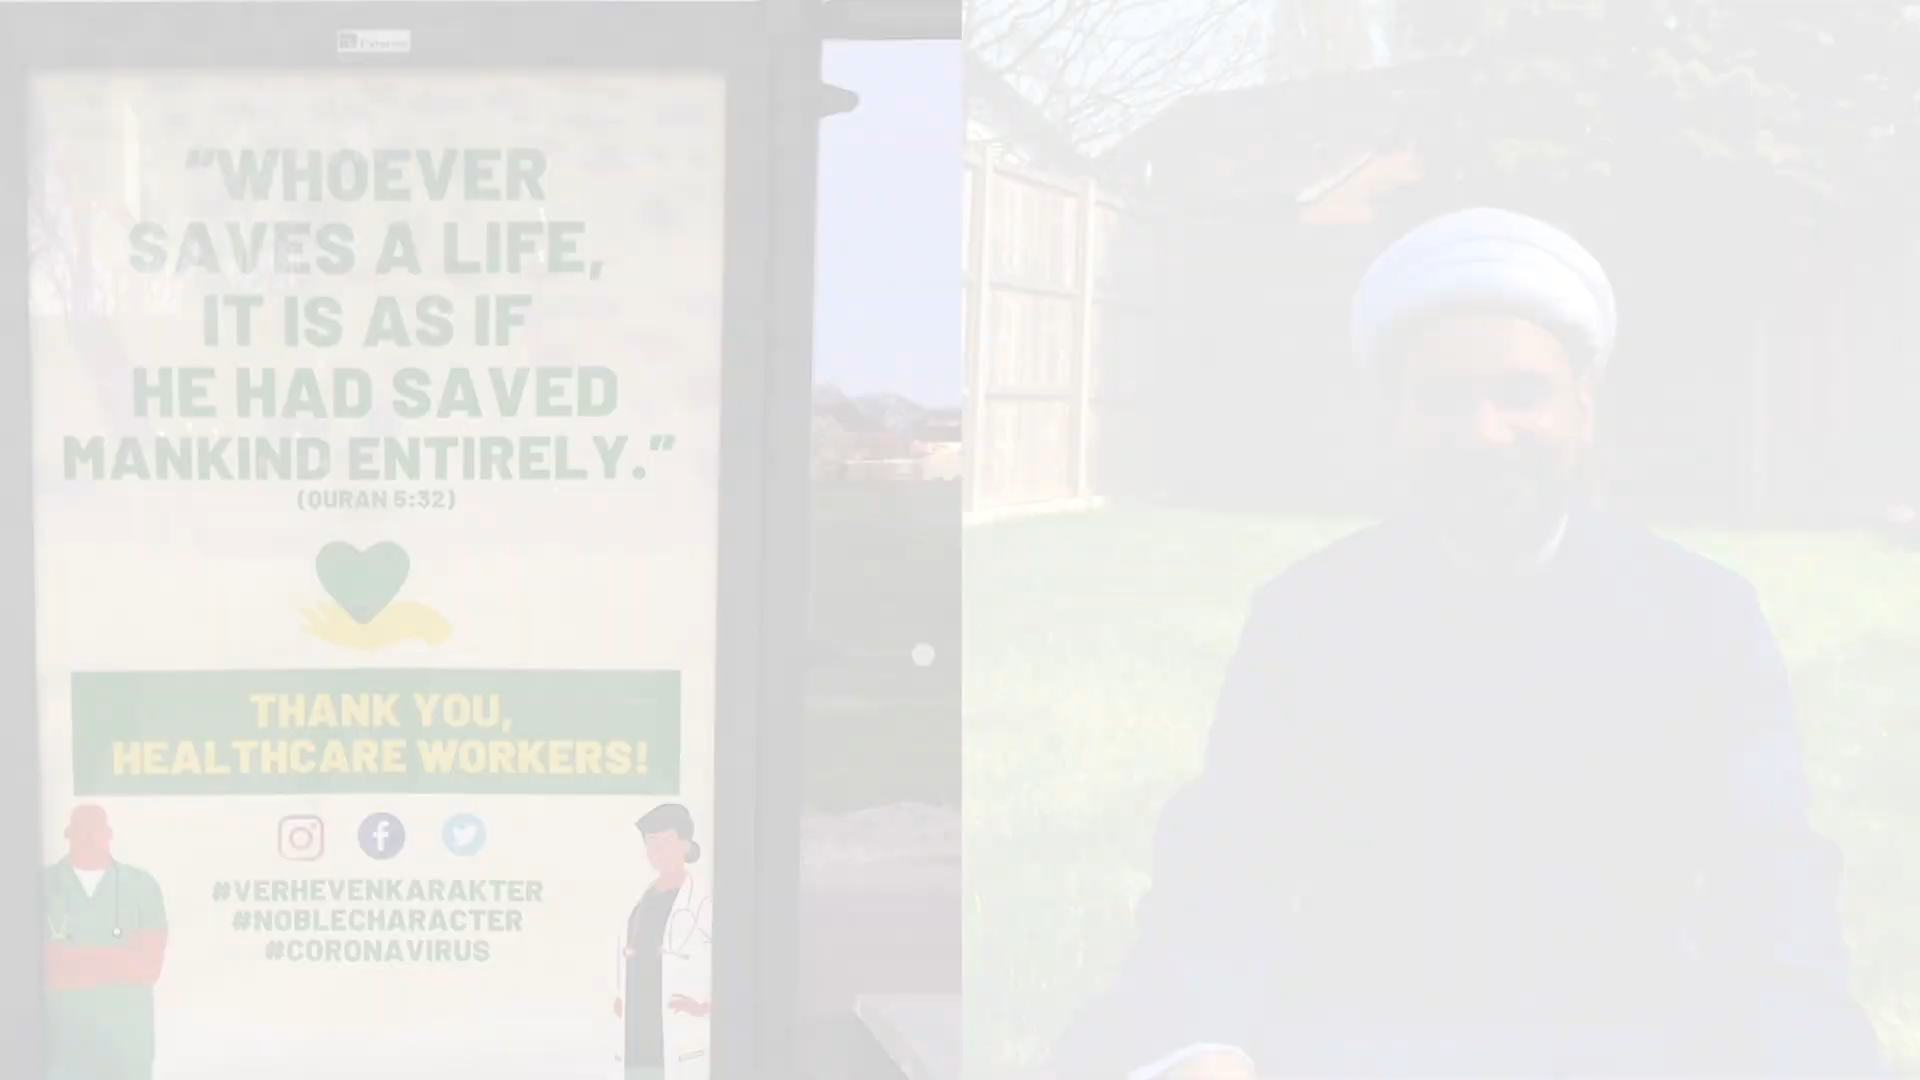 "WHOEVER
SAVES A LIFE,
IT IS AS IF
HE HAD SAVED
MANKIND ENTIRELY."
(QURAN 5:32)
THANK YOU,
HEALTHCARE WORKERS!
#VERHEVENKARAKTER
#NOBLECHARACTER
#CORONAVIRUS